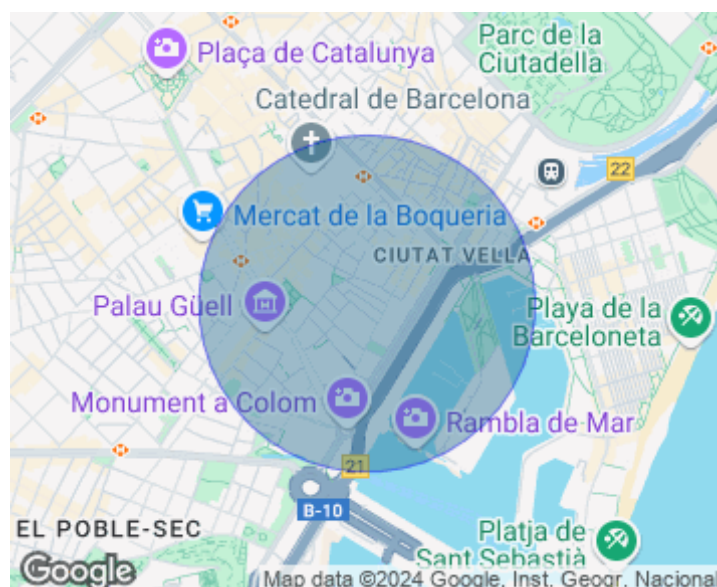 Plaça de Catalunya
Parc de la
Ciutadella
Catedral de Barcelona
22
Mercat de la Boqueria
CIUTAT VELLA
Palau Güell
Playa de la
Barceloneta
Monument a Colom
Rambla de Mar
21
B-10
EL POBLE-SEC
Platja de
Sant Sebastià
Google
Map data ©2024 Google, Inst. Geogr. Nacional